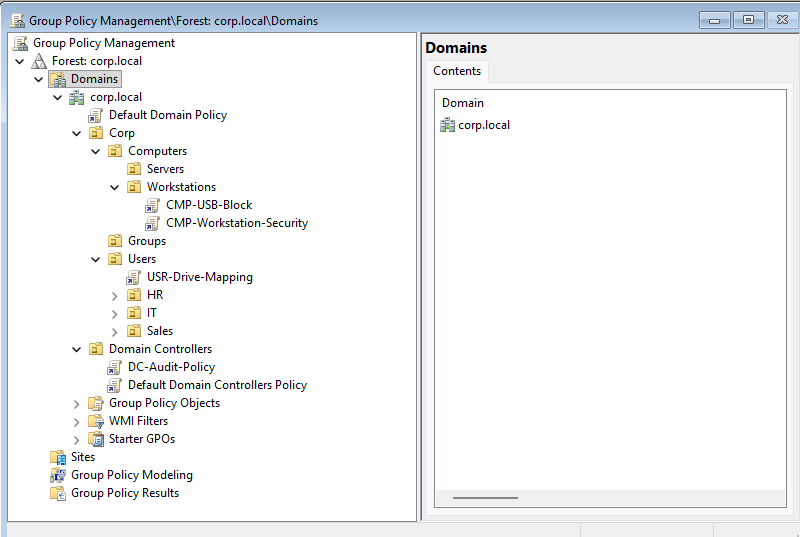 Group Policy Management\Forest: corp.local\Domains
Group Policy Management
Forest: corp.local
Domains
corp.local
Default Domain Policy
Corp
Computers
Servers
Workstations
CMP-USB-Block
CMP-Workstation-Security
Groups
Users
USR-Drive-Mapping
HR
IT
Sales
Domain Controllers
DC-Audit-Policy
Default Domain Controllers Policy
Group Policy Objects
WMI Filters
Starter GPOs
Sites
Group Policy Modeling
Group Policy Results
Domains
Contents
Domain
corp.local